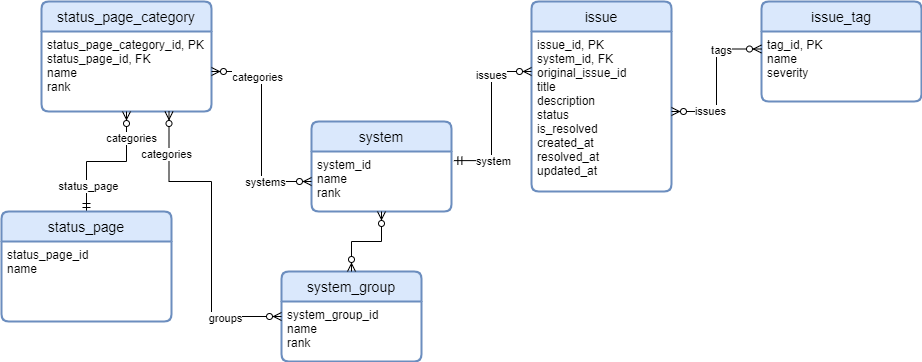 status_page_category
status_page_category_id, PK
status_page_id, FK
name
rank
categories
categories
categories
status_page
status_page
status_page_id
name
systems
groups
system
system_id
name
rank
system_group
system_group_id
name
rank
issues
system
issue
issue_id, PK
system_id, FK
original_issue_id
title
description
status
is_resolved
created_at
resolved_at
updated_at
tags
issues
issue_tag
tag_id, PK
name
severity